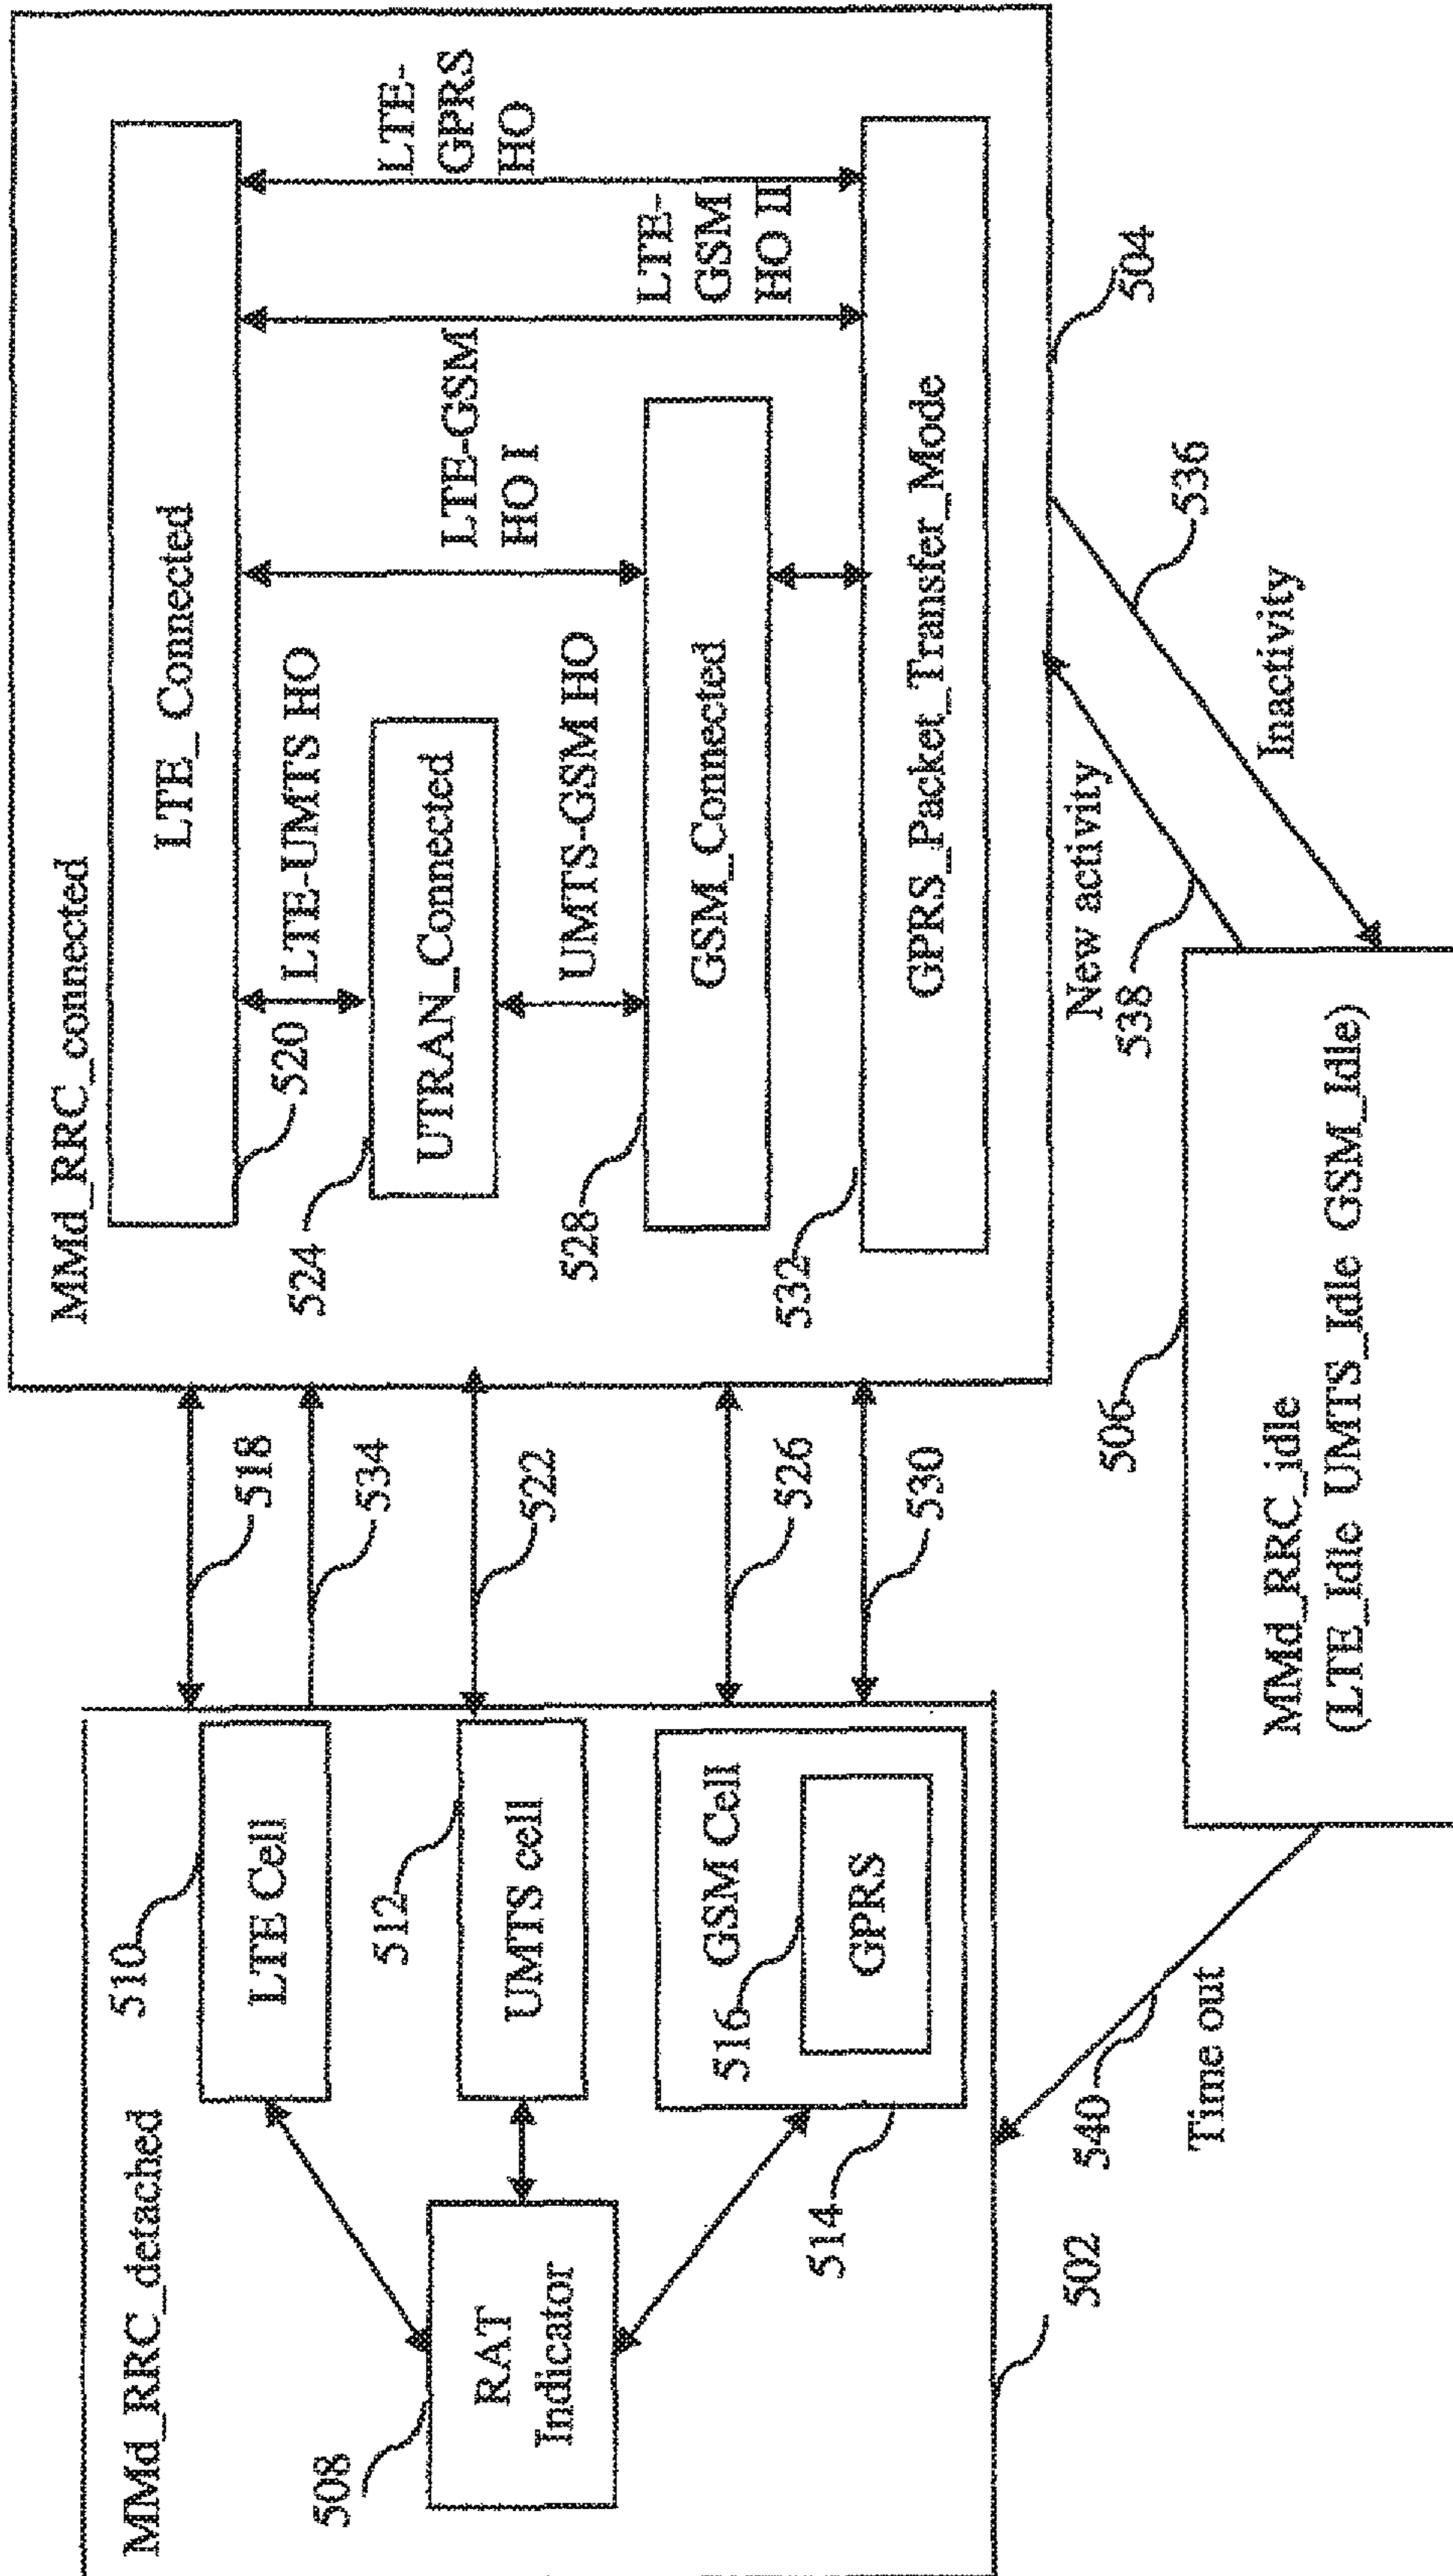 MMd_RRC_detached
508
RAT
Indicator
510
LTE Cell
512
UMTS cell
GSM Cell
516
GPRS
514
502
518
534
522
526
530
MMd_RRC_connected
LTE_ Connected
520
LTE-UMTS HO
524
UTRAN_Connected
UMTS-GSM HO
528
GSM_Connected
LTE-GSM
HO I
LTE-
GSM
HO II
LTE-
GPRS
HO
532
GPRS_Packet_Transfer_Mode
504
New activity
538
536
Inactivity
506
MMd_RRC_idle
(LTE_Idle UMTS_Idle GSM_Idle)
540
Time out